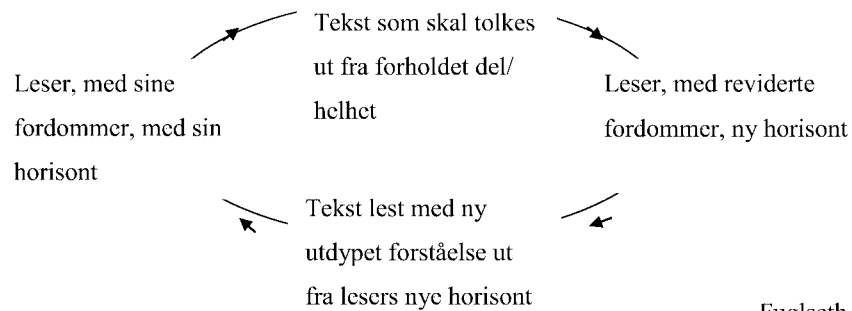 Tekst som skal tolkes
ut fra forholdet del/
helhet
Leser, med sine
fordommer, med sin
horisont
Leser, med reviderte
fordommer, ny horisont
Tekst lest med ny
utdypet forståelse ut
fra lesers nye horisont